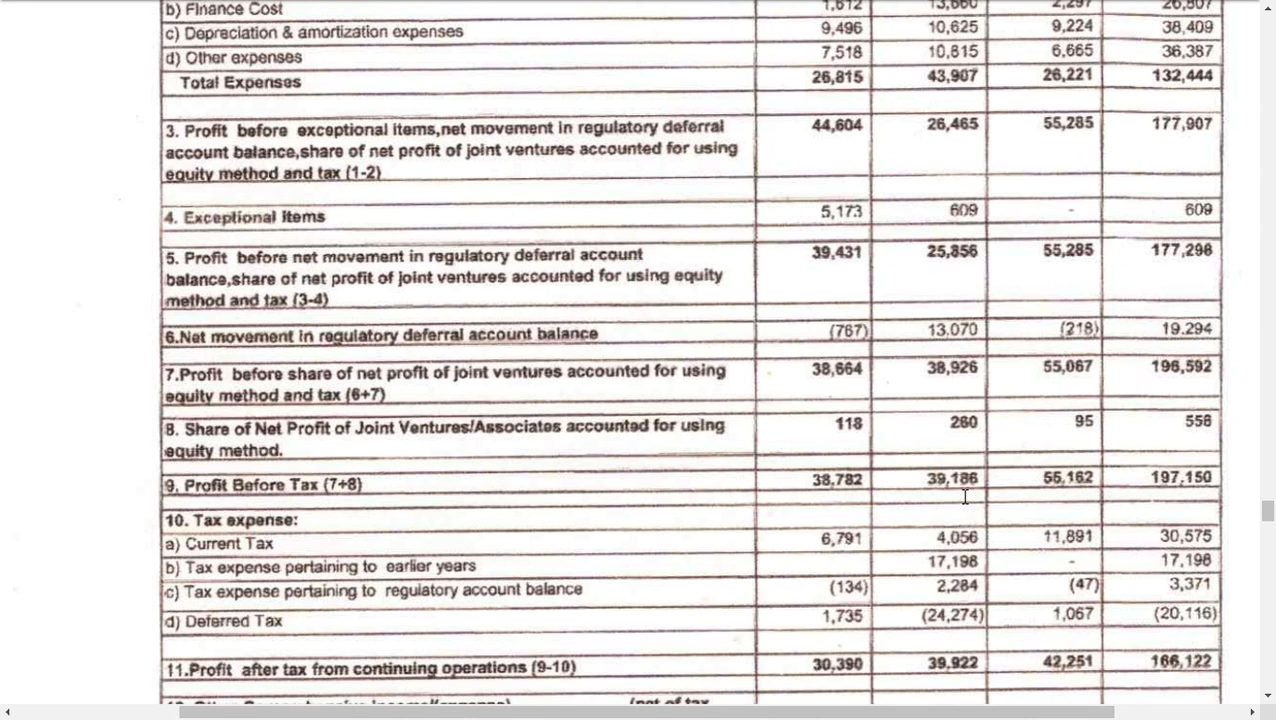 b) Finance Cost 1,612 13,660 2,297 26,807
c) Depreciation & amortization expenses 9,496 10,625 9,224 38,409
d) Other expenses 7,518 10,815 6,665 36,387
Total Expenses 26,815 43,907 26,221 132,444
3. Profit before exceptional items,net movement in regulatory deferral 44,604 26,465 55,285 177,907
account balance,share of net profit of joint ventures accounted for using
equity method and tax (1-2)
4. Exceptional Items 5,173 609 - 609
5. Profit before net movement in regulatory deferral account 39,431 25,856 55,285 177,298
balance,share of net profit of joint ventures accounted for using equity
method and tax (3-4)
6.Net movement in regulatory deferral account balance (767) 13.070 (218) 19.294
7.Profit before share of net profit of joint ventures accounted for using 38,664 38,926 55,067 196,592
equity method and tax (6+7)
8. Share of Net Profit of Joint Ventures/Associates accounted for using 118 260 95 558
equity method.
9. Profit Before Tax (7+8) 38,782 39,186 55,162 197,150
10. Tax expense:
a) Current Tax 6,791 4,056 11,891 30,575
b) Tax expense pertaining to earlier years 17,198 - 17,198
c) Tax expense pertaining to regulatory account balance (134) 2,284 (47) 3,371
d) Deferred Tax 1,735 (24,274) 1,067 (20,116)
11.Profit after tax from continuing operations (9-10) 30,390 39,922 42,251 166,122